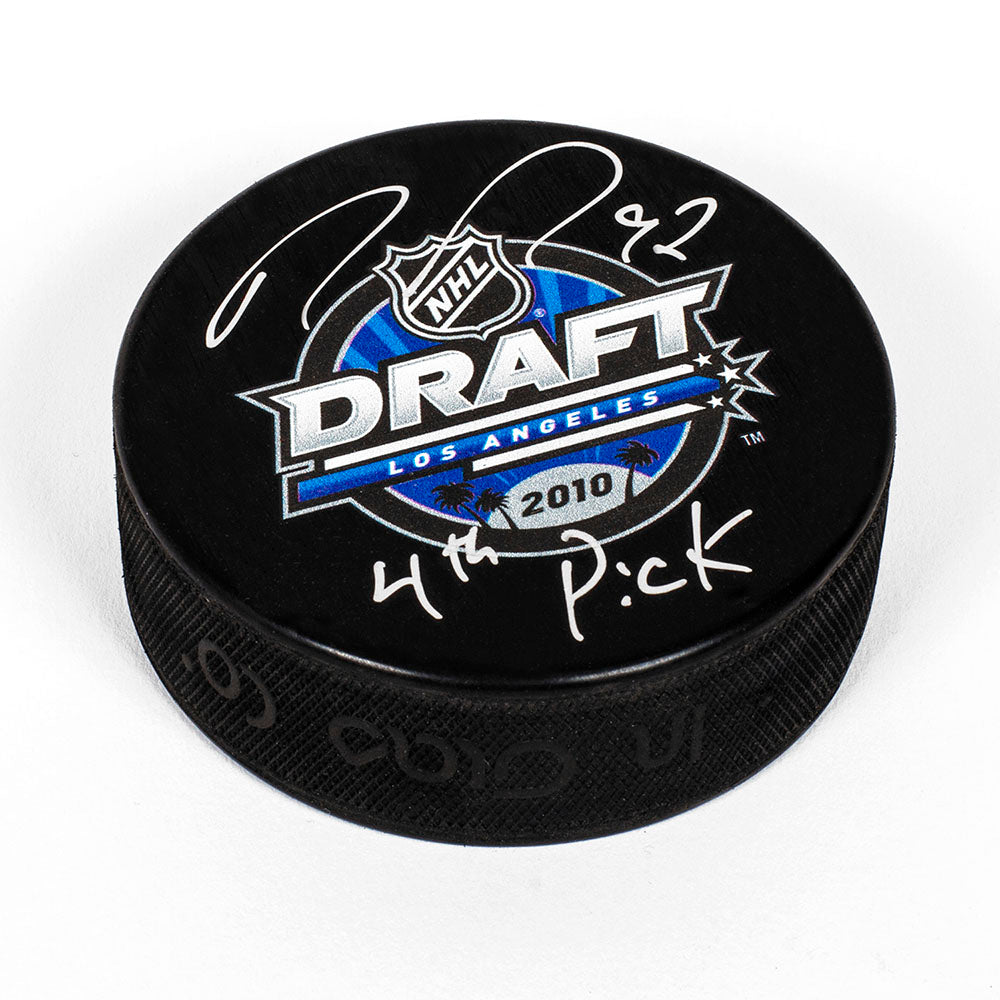 92
NHL
®
DRAFT
TM
LOS ANGELES
2010
4th Pick